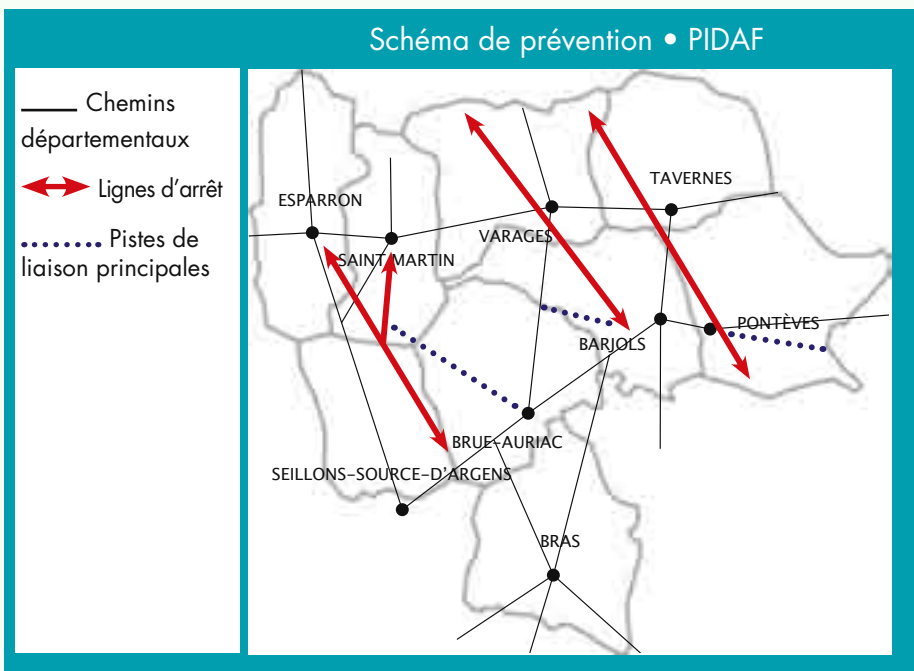 Schéma de prévention • PIDAF
Chemins
départementaux
Lignes d'arrêt
Pistes de
liaison principales
ESPARRON
SAINT MARTIN
VARAGES
TAVERNES
PONTÈVES
BARJOLS
BRUE-AURIAC
SEILLONS-SOURCE-D'ARGENS
BRAS